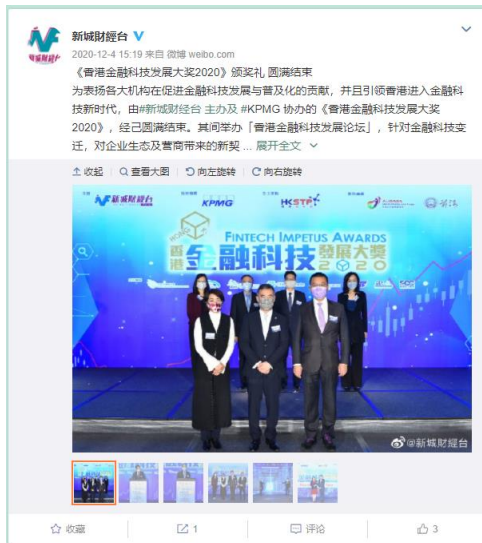 新城財經台
2020-12-4 15:19 来自 微博 weibo.com
《香港金融科技发展大奖2020》颁奖礼 圆满结束
为表扬各大机构在促进金融科技发展与普及化的贡献，并且引领香港进入金融科
技新时代，由#新城财经台 主办及 #KPMG 协办的《香港金融科技发展大奖
2020》，经已圆满结束。其间举办「香港金融科技发展论坛」，针对金融科技变
迁，对企业生态及营商带来的新契 ... 展开全文
收起 查看大图 向左旋转 向右旋转
新城財經台 KPMG HKSTP
FINTECH IMPETUS AWARDS
香港金融科技發展大獎
2020
@新城財經台
收藏 1 评论 3